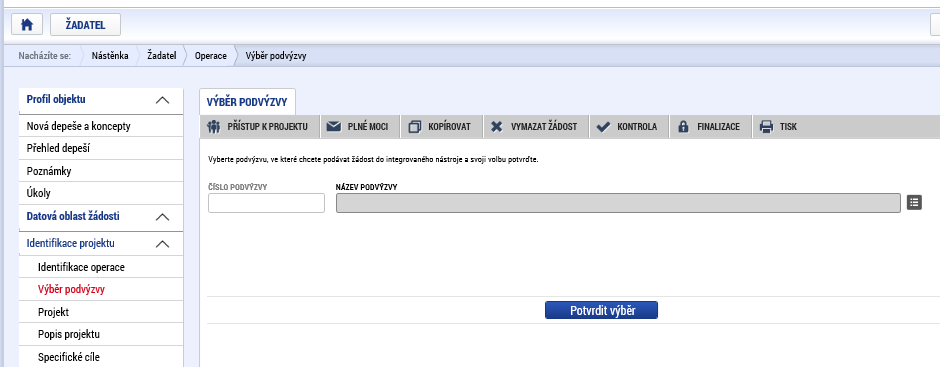 ŽADATEL
Nacházíte se: Nástěnka Žadatel Operace Výběr podvýzvy
Profil objektu
Nová depeše a koncepty
Přehled depeší
Poznámky
Úkoly
Datová oblast žádosti
Identifikace projektu
Identifikace operace
Výběr podvýzvy
Projekt
Popis projektu
Specifické cíle
VÝBĚR PODVÝZVY
PŘÍSTUP K PROJEKTU PLNÉ MOCI KOPÍROVAT VYMAZAT ŽÁDOST KONTROLA FINALIZACE TISK
Vyberte podvýzvu, ve které chcete podávat žádost do integrovaného nástroje a svoji volbu potvrďte.
ČÍSLO PODVÝZVY NÁZEV PODVÝZVY
Potvrdit výběr